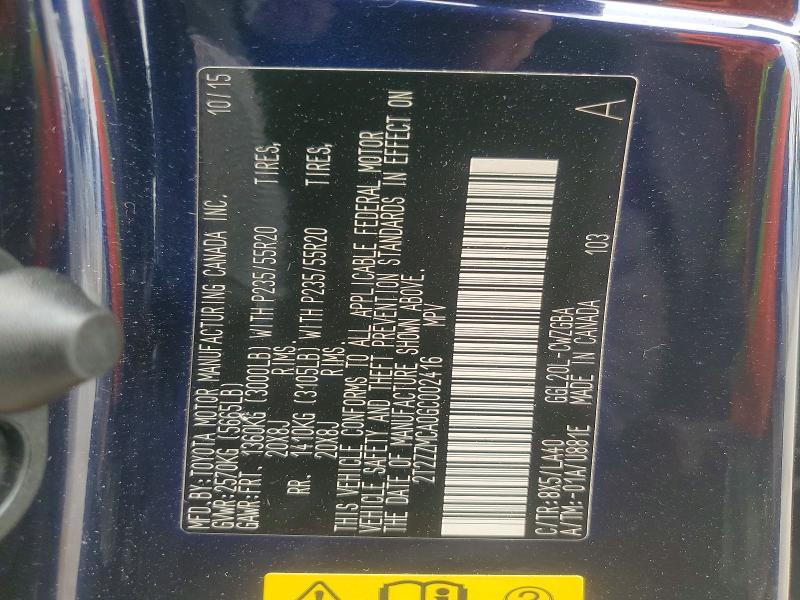 MFD. BY: TOYOTA MOTOR MANUFACTURING CANADA INC. 10/15
GVWR: 2570KG (5665LB)
GAWR: FRT. 1360KG (3000LB) WITH P235/55R20 TIRES,
20X8J RIMS,
RR. 1410KG (3105LB) WITH P235/55R20 TIRES,
20X8J RIMS.
THIS VEHICLE CONFORMS TO ALL APPLICABLE FEDERAL MOTOR
VEHICLE SAFETY AND THEFT PREVENTION STANDARDS IN EFFECT ON
THE DATE OF MANUFACTURE SHOWN ABOVE.
2T2ZZMCA0GC002416 MPV
C/TR: 8X5/LA40 GGL20L-CWZGBA 103 A
A/TM: -01A/U881E MADE IN CANADA